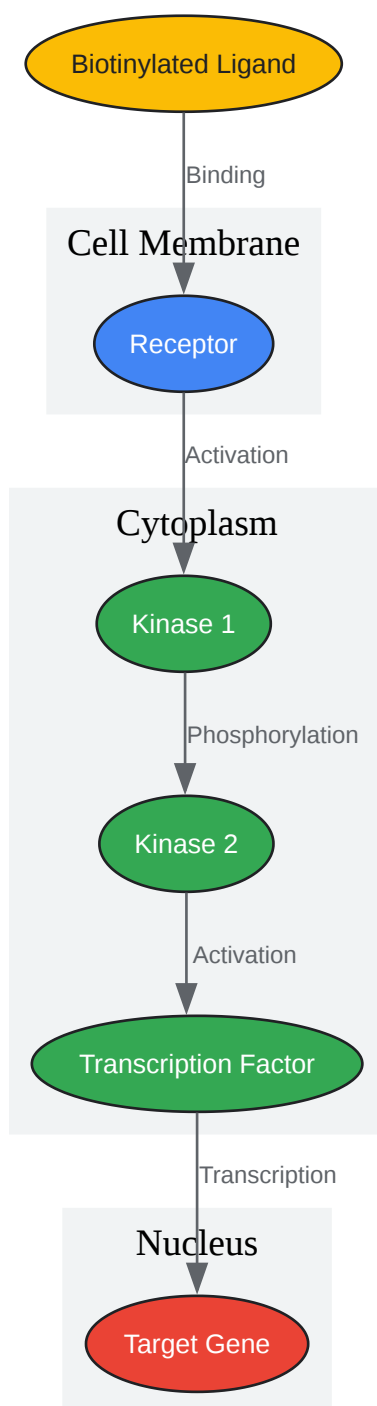 Biotinylated Ligand
Binding
Cell Membrane
Receptor
Activation
Cytoplasm
Kinase 1
Phosphorylation
Kinase 2
Activation
Transcription Factor
Transcription
Nucleus
Target Gene